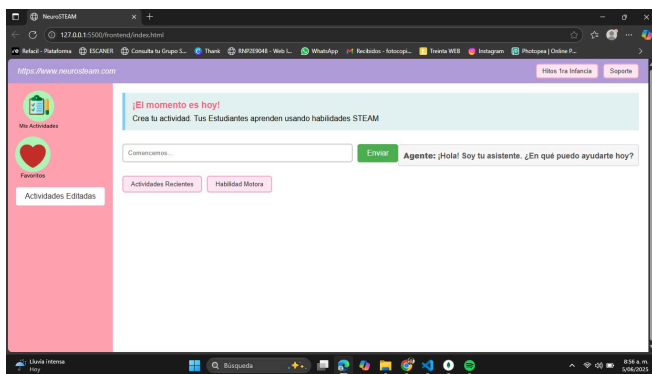 NeuroSTEAM
127.0.0.1:5500/frontend/index.html
Refacil - Plataforma ESCANER Consulta tu Grupo S... Thank RNPZE9048 - Web I... WhatsApp Recibidos - fotocopi... Treinta WEB Instagram Photopea | Online P...
https://www.neurosteam.com Hitos 1ra Infancia Soporte
Mis Actividades
Favoritos
Actividades Editadas
¡El momento es hoy!
Crea tu actividad. Tus Estudiantes aprenden usando habilidades STEAM
Comencemos... Enviar Agente: ¡Hola! Soy tu asistente. ¿En qué puedo ayudarte hoy?
Actividades Recientes Habilidad Motora
Lluvia intensa
Hoy
Búsqueda
8:56 a. m.
5/06/2025